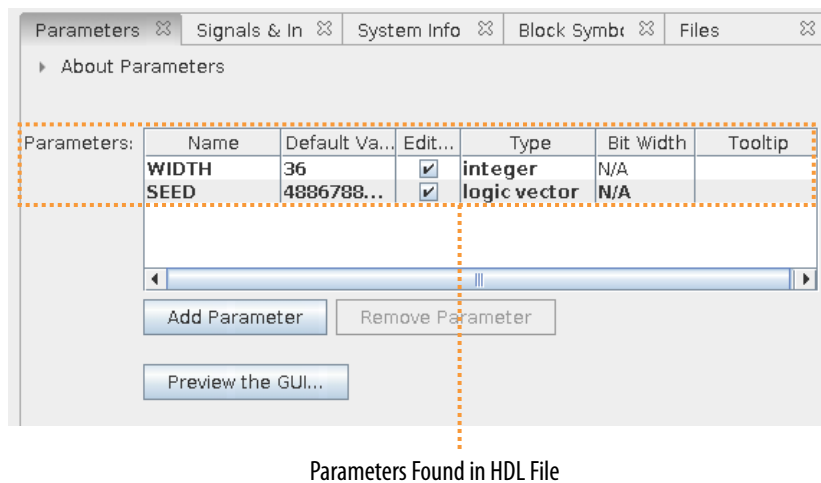 Parameters Signals & In System Info Block Symbc Files
About Parameters
Parameters: Name Default Va... Edit... Type Bit Width Tooltip
WIDTH 36 integer N/A
SEED 4886788... logic vector N/A
Add Parameter Remove Parameter
Preview the GUI...
Parameters Found in HDL File